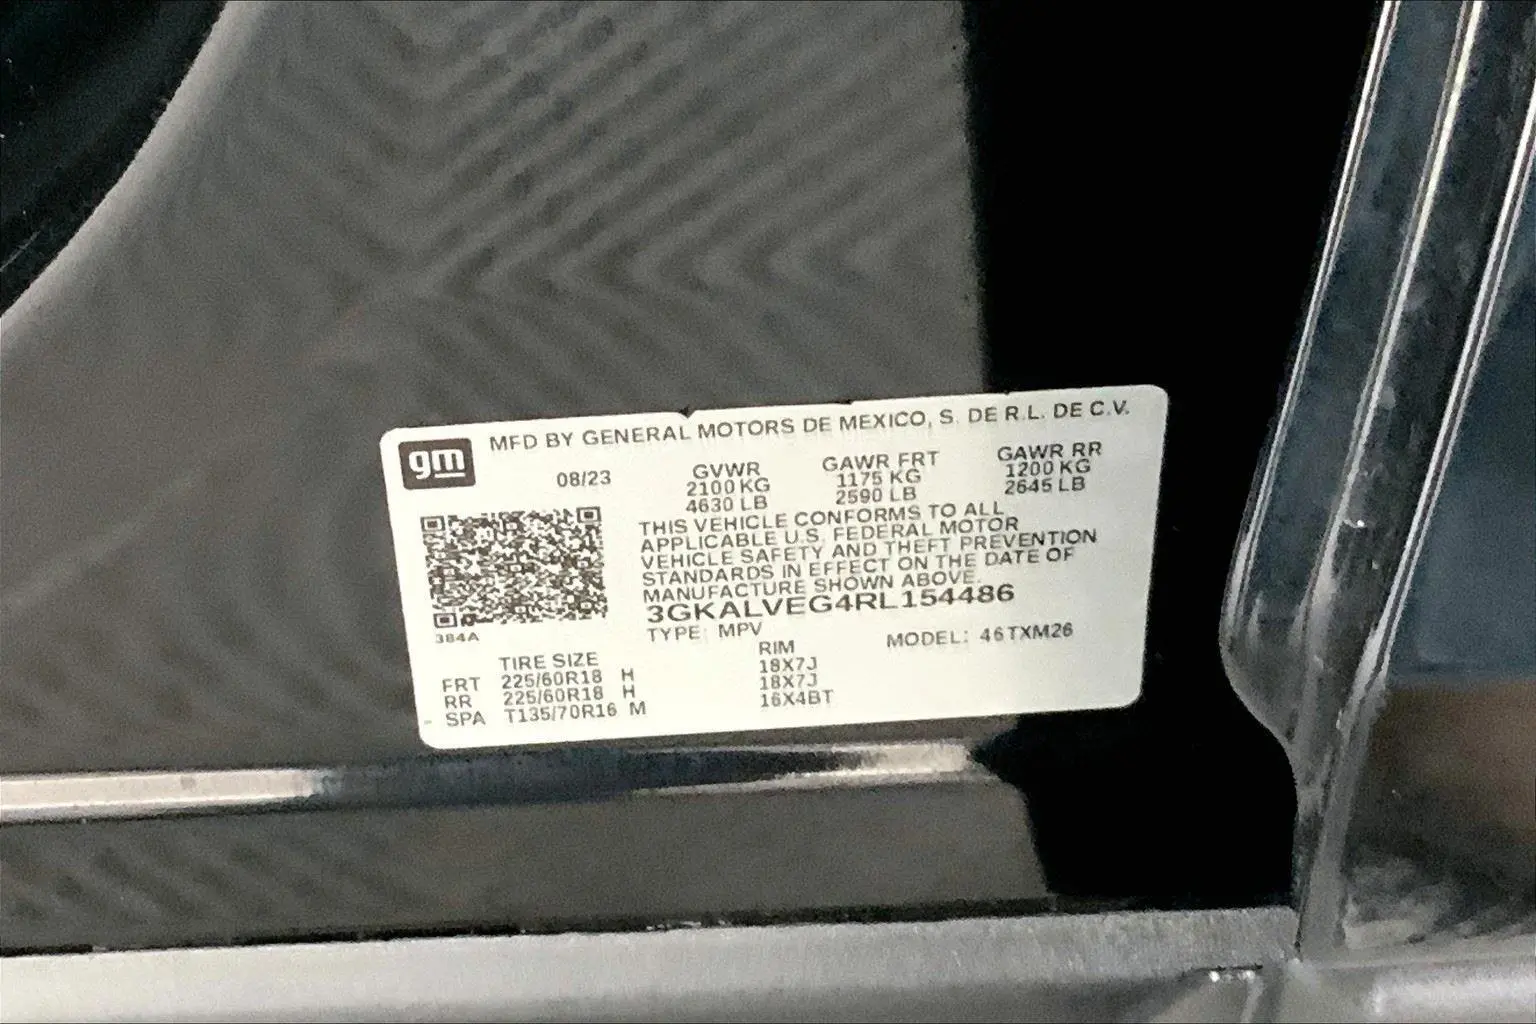 gm MFD BY GENERAL MOTORS DE MEXICO, S. DE R.L. DE C.V.
08/23 GVWR GAWR FRT GAWR RR
2100 KG 1175 KG 1200 KG
4630 LB 2590 LB 2645 LB
THIS VEHICLE CONFORMS TO ALL
APPLICABLE U.S. FEDERAL MOTOR
VEHICLE SAFETY AND THEFT PREVENTION
STANDARDS IN EFFECT ON THE DATE OF
MANUFACTURE SHOWN ABOVE.
3GKALVEG4RL154486
384A
TYPE: MPV MODEL: 46TXM26
TIRE SIZE RIM
FRT 225/60R18 H 18X7J
RR 225/60R18 H 18X7J
SPA T135/70R16 M 16X4BT